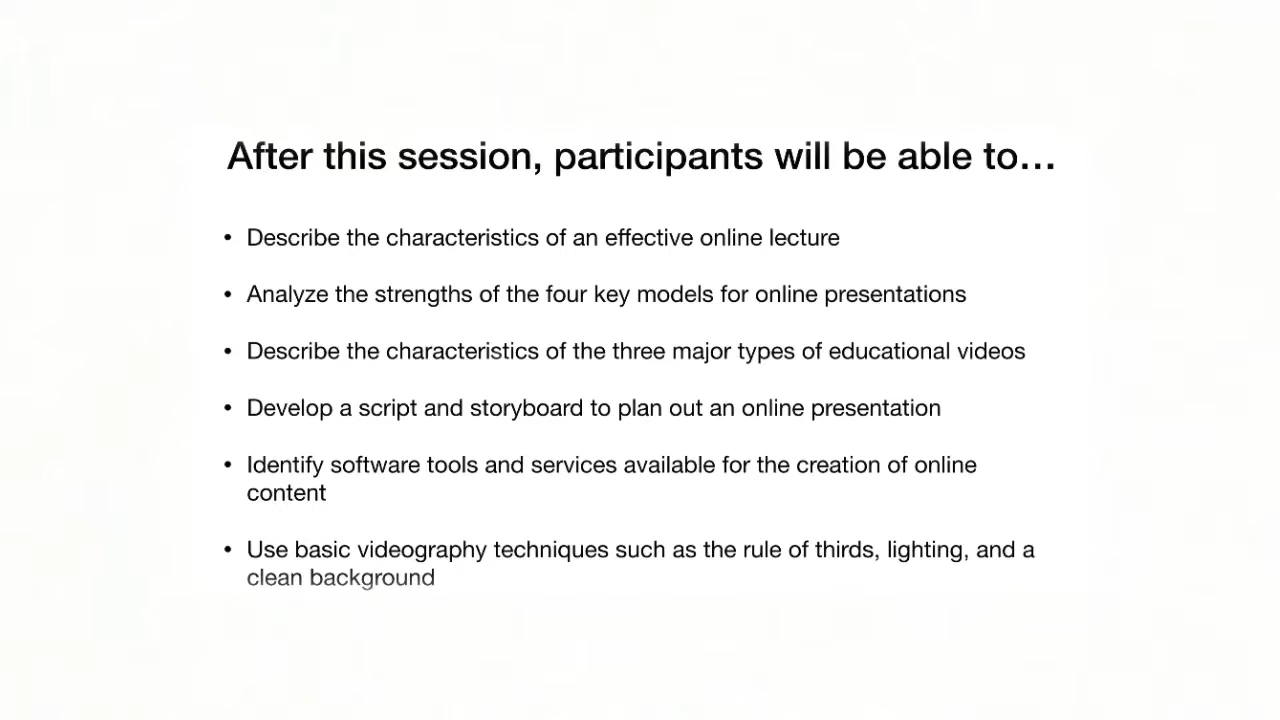 After this session, participants will be able to…
• Describe the characteristics of an effective online lecture
• Analyze the strengths of the four key models for online presentations
• Describe the characteristics of the three major types of educational videos
• Develop a script and storyboard to plan out an online presentation
• Identify software tools and services available for the creation of online
content
• Use basic videography techniques such as the rule of thirds, lighting, and a
clean background